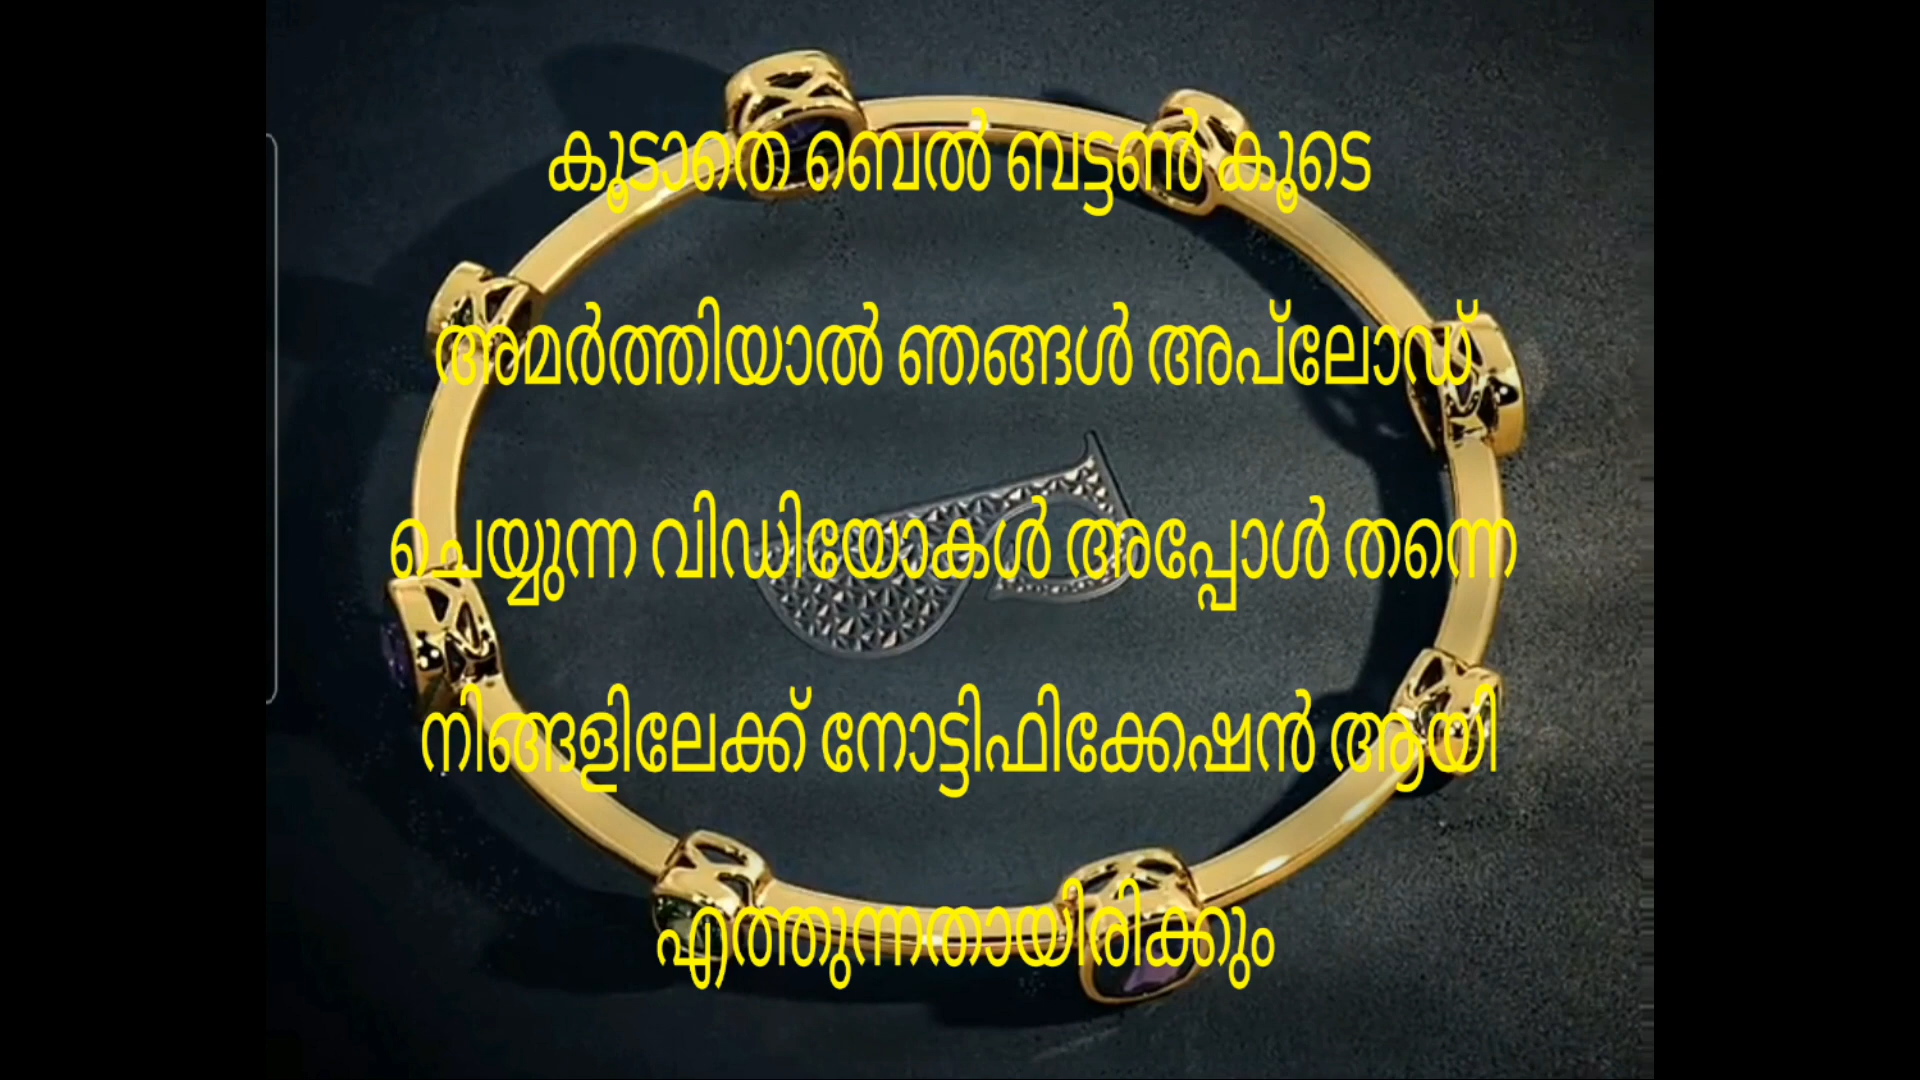 കൂടാതെ ബെൽ ബട്ടൺ കൂടെ
അമർത്തിയാൽ ഞങ്ങൾ അപ്‌ലോഡ്
ചെയ്യുന്ന വിഡിയോകൾ അപ്പോൾ തന്നെ
നിങ്ങളിലേക്ക് നോട്ടിഫിക്കേഷൻ ആയി
എത്തുന്നതായിരിക്കും